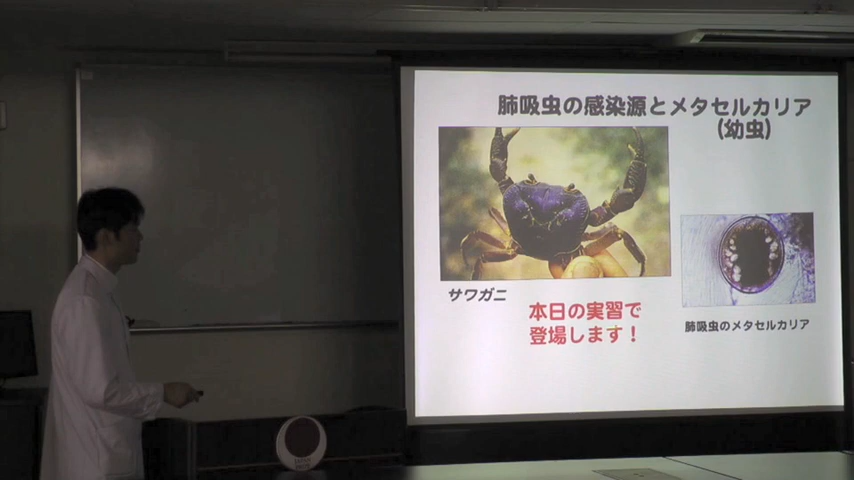 肺吸虫の感染源とメタセルカリア
(幼虫)
サワガニ
本日の実習で
登場します！
肺吸虫のメタセルカリア